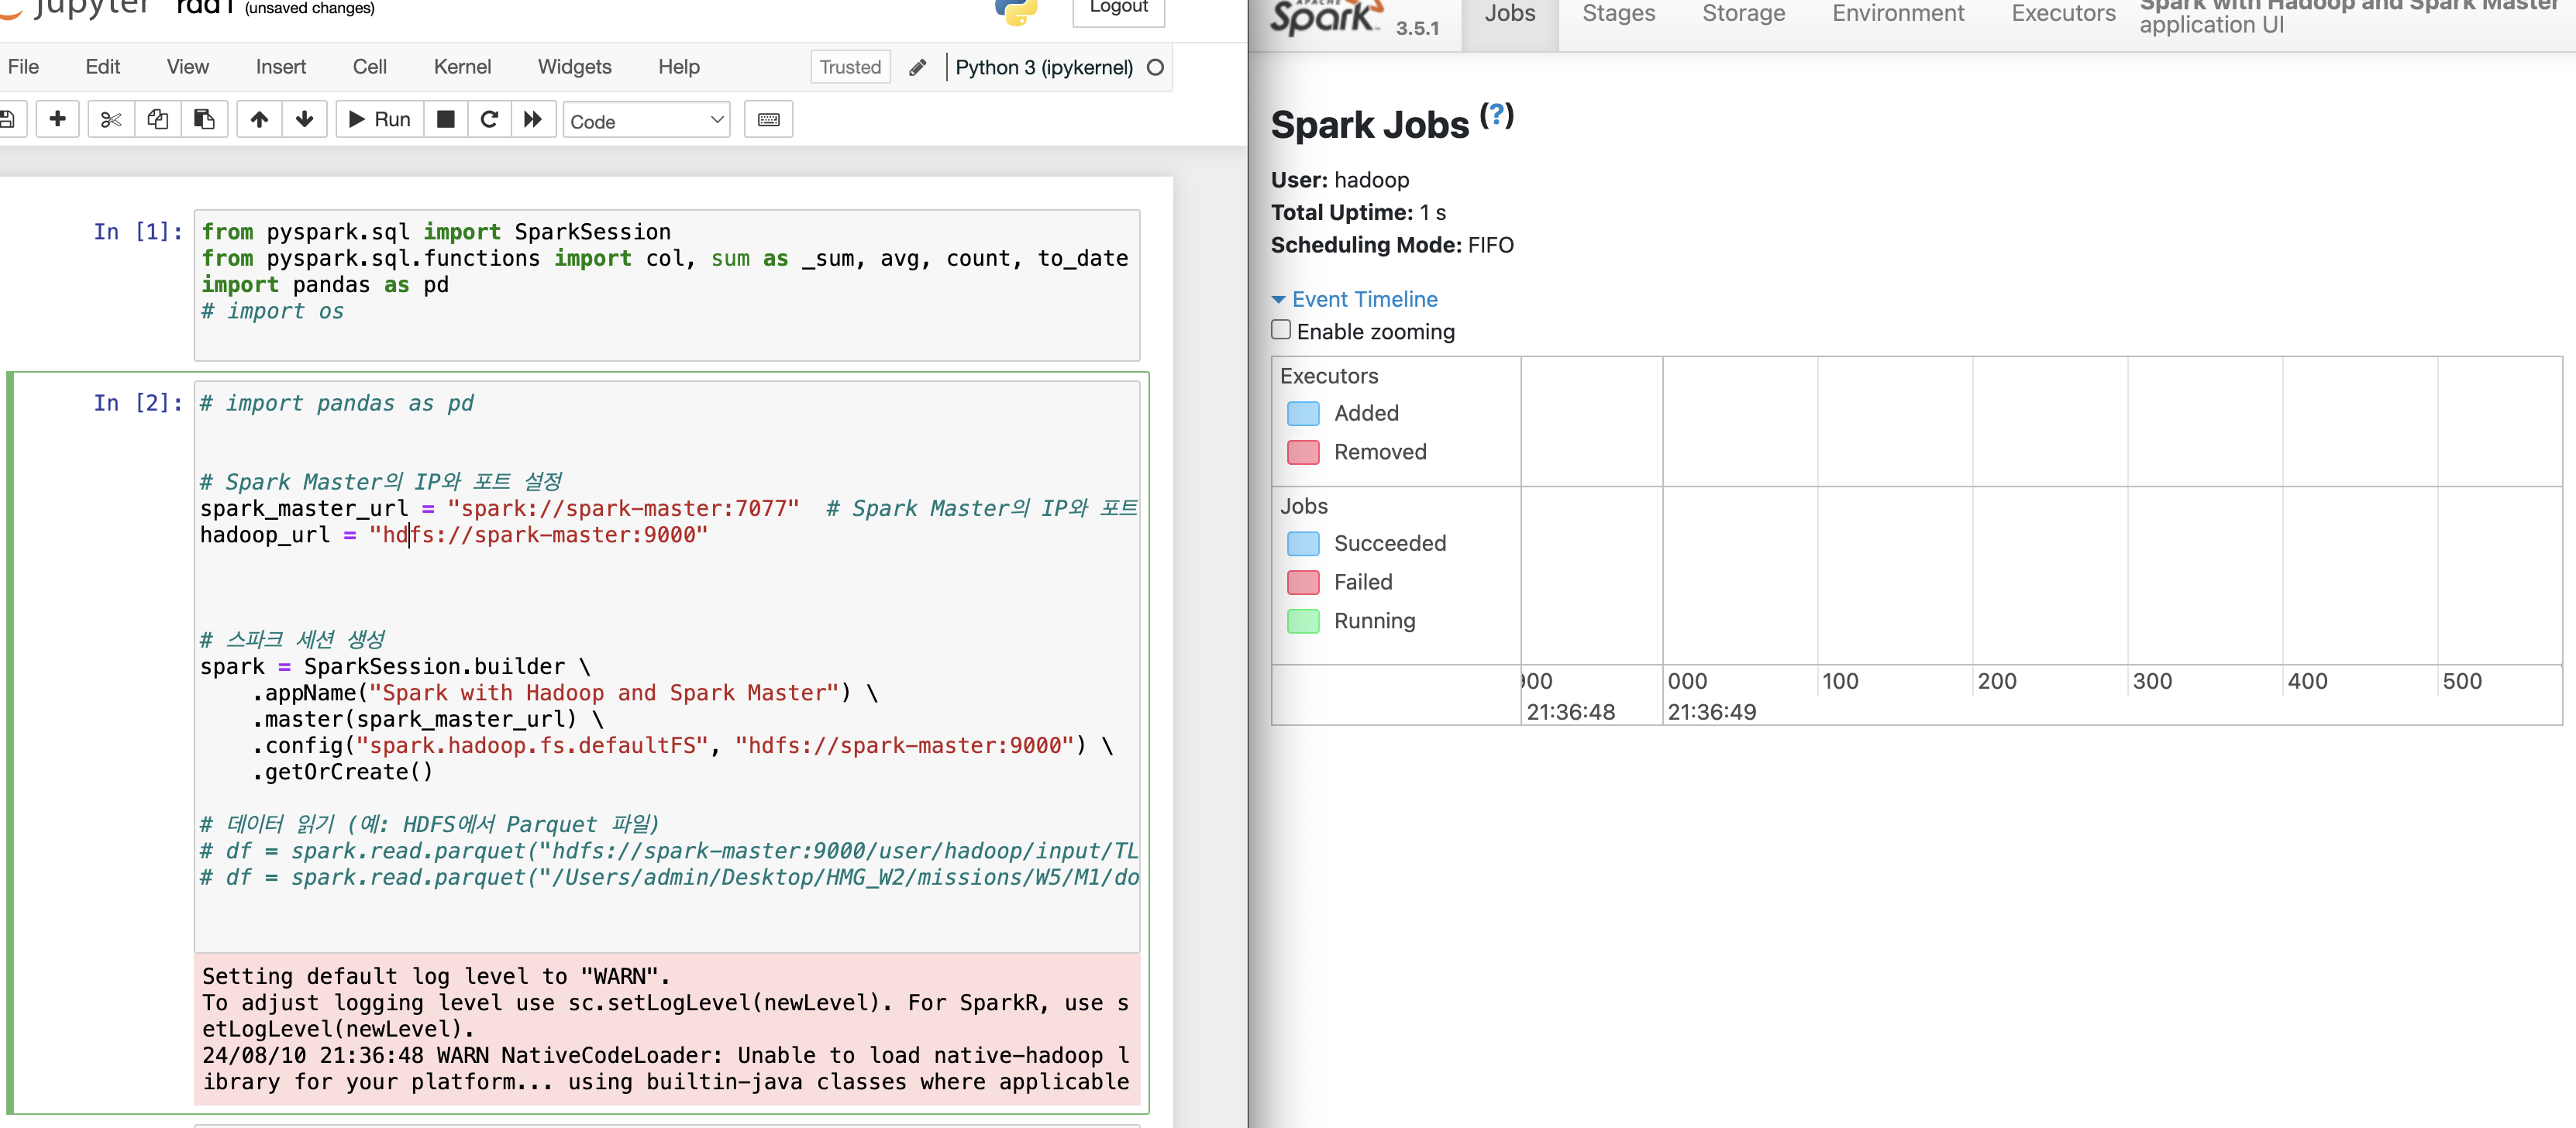 jupyter rdd1 (unsaved changes)
Logout
File Edit View Insert Cell Kernel Widgets Help Trusted Python 3 (ipykernel)
Run Code
In [1]:
from pyspark.sql import SparkSession
from pyspark.sql.functions import col, sum as _sum, avg, count, to_date
import pandas as pd
# import os
In [2]:
# import pandas as pd
# Spark Master의 IP와 포트 설정
spark_master_url = "spark://spark-master:7077"  # Spark Master의 IP와 포트
hadoop_url = "hdfs://spark-master:9000"
# 스파크 세션 생성
spark = SparkSession.builder \
    .appName("Spark with Hadoop and Spark Master") \
    .master(spark_master_url) \
    .config("spark.hadoop.fs.defaultFS", "hdfs://spark-master:9000") \
    .getOrCreate()
# 데이터 읽기 (예: HDFS에서 Parquet 파일)
# df = spark.read.parquet("hdfs://spark-master:9000/user/hadoop/input/TL
# df = spark.read.parquet("/Users/admin/Desktop/HMG_W2/missions/W5/M1/do
Setting default log level to "WARN".
To adjust logging level use sc.setLogLevel(newLevel). For SparkR, use s
etLogLevel(newLevel).
24/08/10 21:36:48 WARN NativeCodeLoader: Unable to load native-hadoop l
ibrary for your platform... using builtin-java classes where applicable
APACHE
Spark 3.5.1 Jobs Stages Storage Environment Executors
Spark with Hadoop and Spark Master
application UI
Spark Jobs (?)
User: hadoop
Total Uptime: 1 s
Scheduling Mode: FIFO
Event Timeline
Enable zooming
Executors
Added
Removed
Jobs
Succeeded
Failed
Running
000 100 200 300 400 500
21:36:48 21:36:49